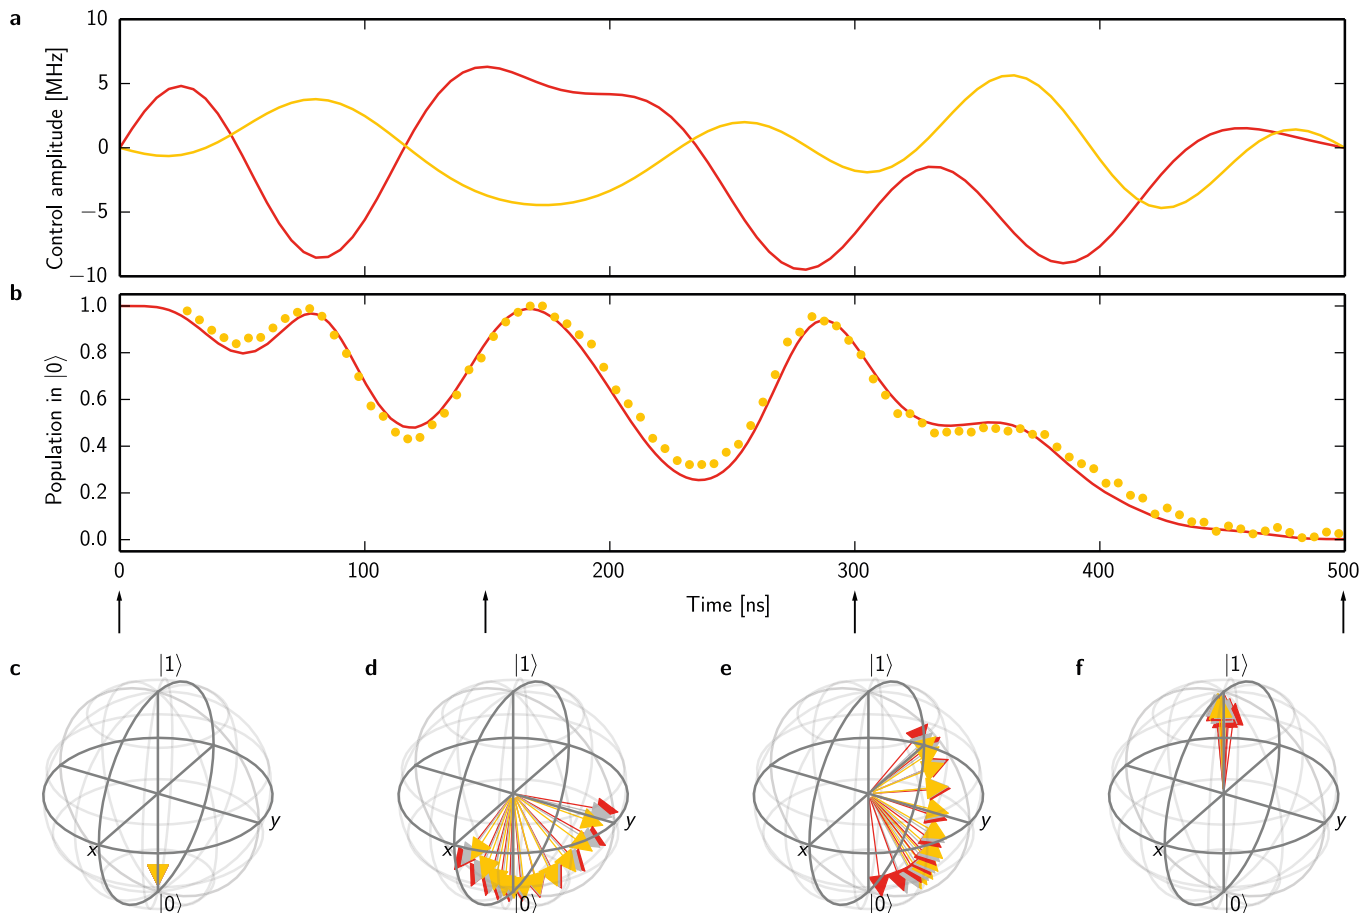 a
Control amplitude [MHz]
10
5
0
−5
−10
b
Population in |0⟩
1.0
0.8
0.6
0.4
0.2
0.0
0 100 200 300 400 500
Time [ns]
c d e f
|1⟩ |1⟩ |1⟩ |1⟩
x y x y x y x y
|0⟩ |0⟩ |0⟩ |0⟩